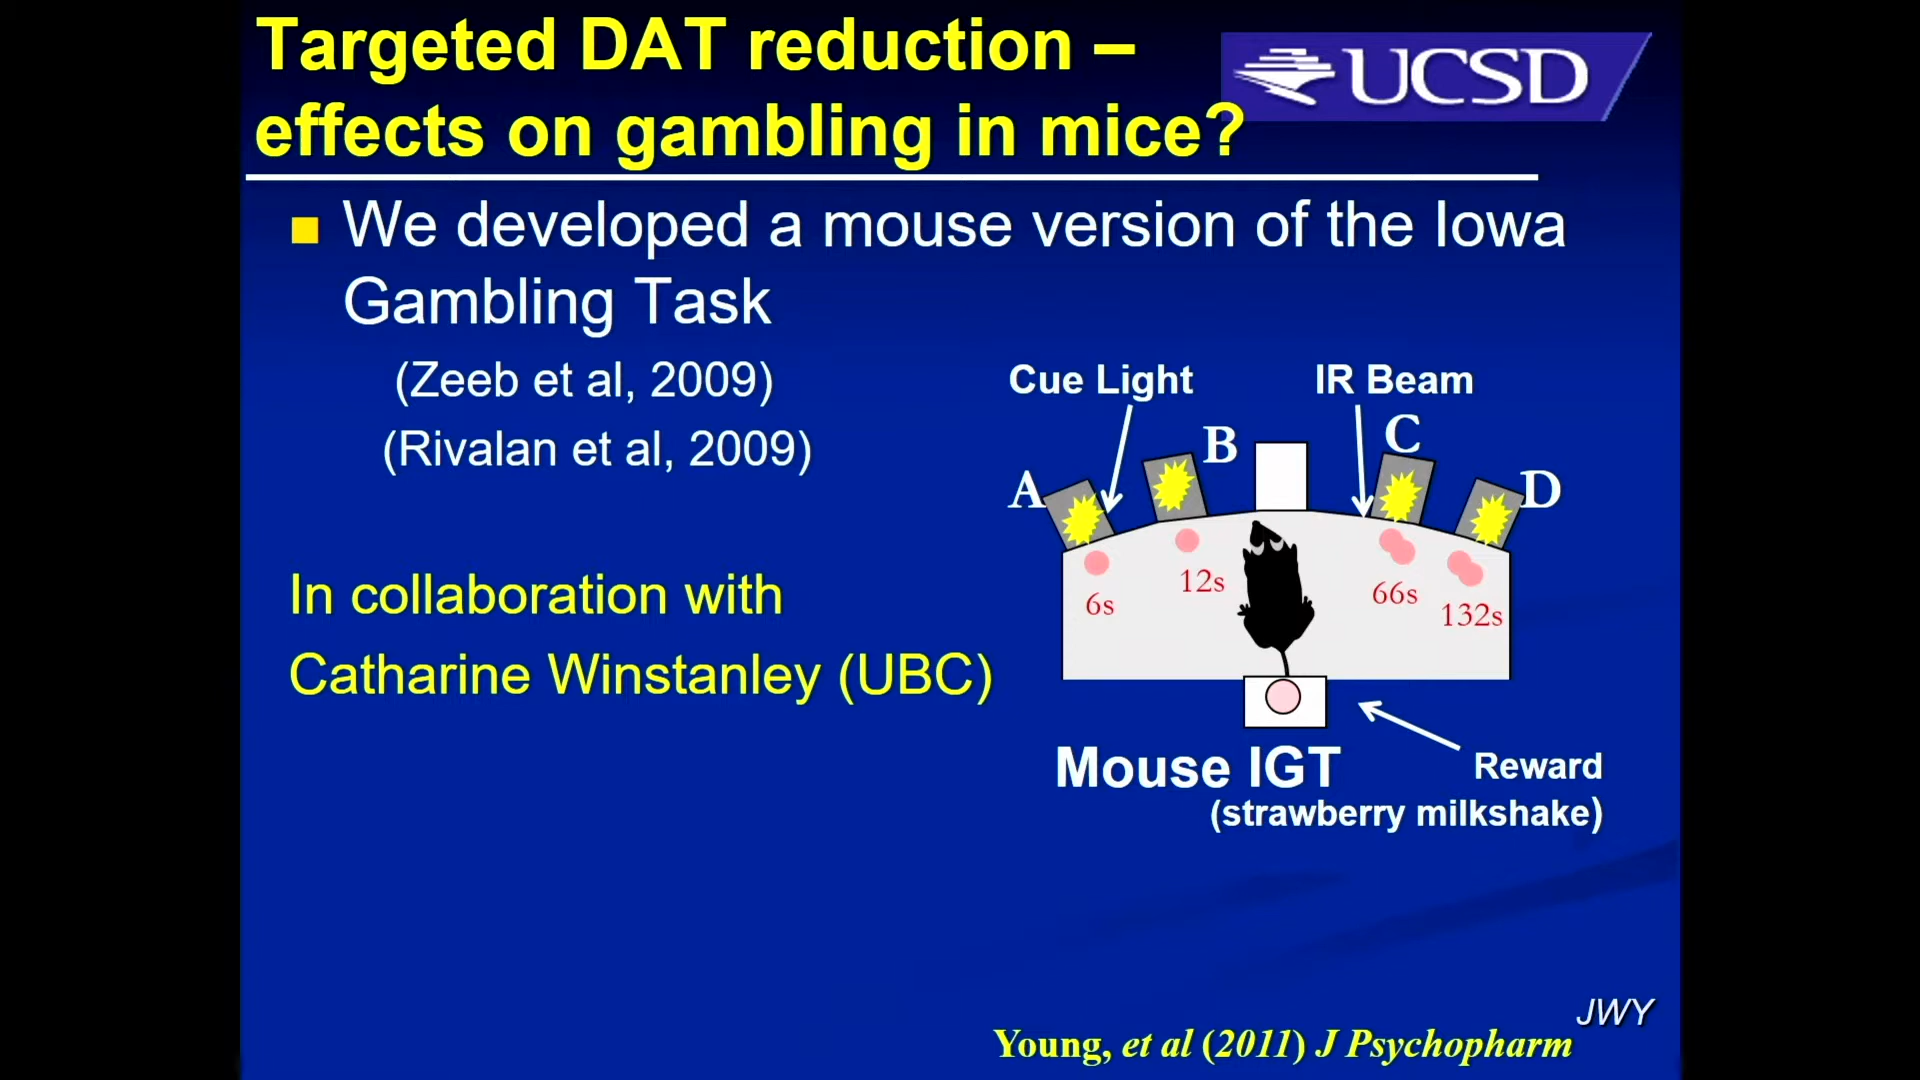 Targeted DAT reduction –
effects on gambling in mice?
UCSD
We developed a mouse version of the Iowa
Gambling Task
(Zeeb et al, 2009)
(Rivalan et al, 2009)
In collaboration with
Catharine Winstanley (UBC)
Cue Light
IR Beam
A
B
C
D
6s
12s
66s
132s
Mouse IGT
Reward
(strawberry milkshake)
JWY
Young, et al (2011) J Psychopharm